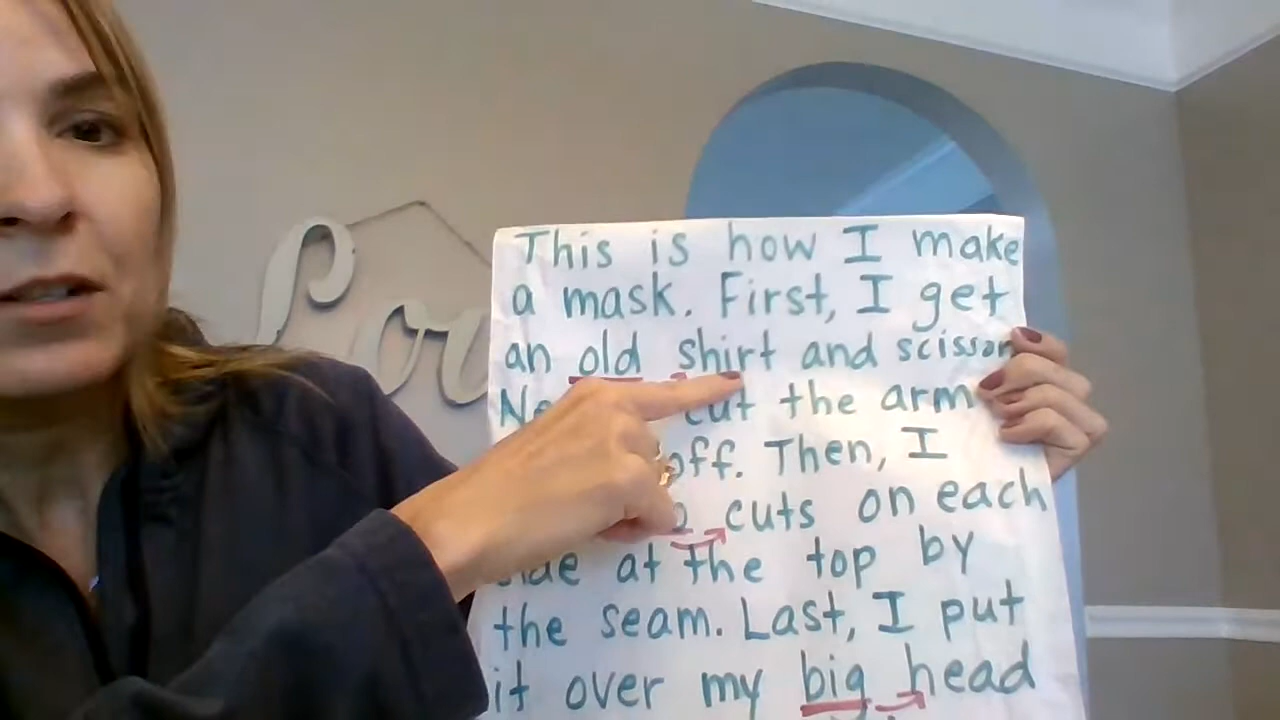 This is how I make
a mask. First, I get
an old shirt and scissor
cut the arm
off. Then, I
cuts on each
at the top by
the seam. Last, I put
it over my big head